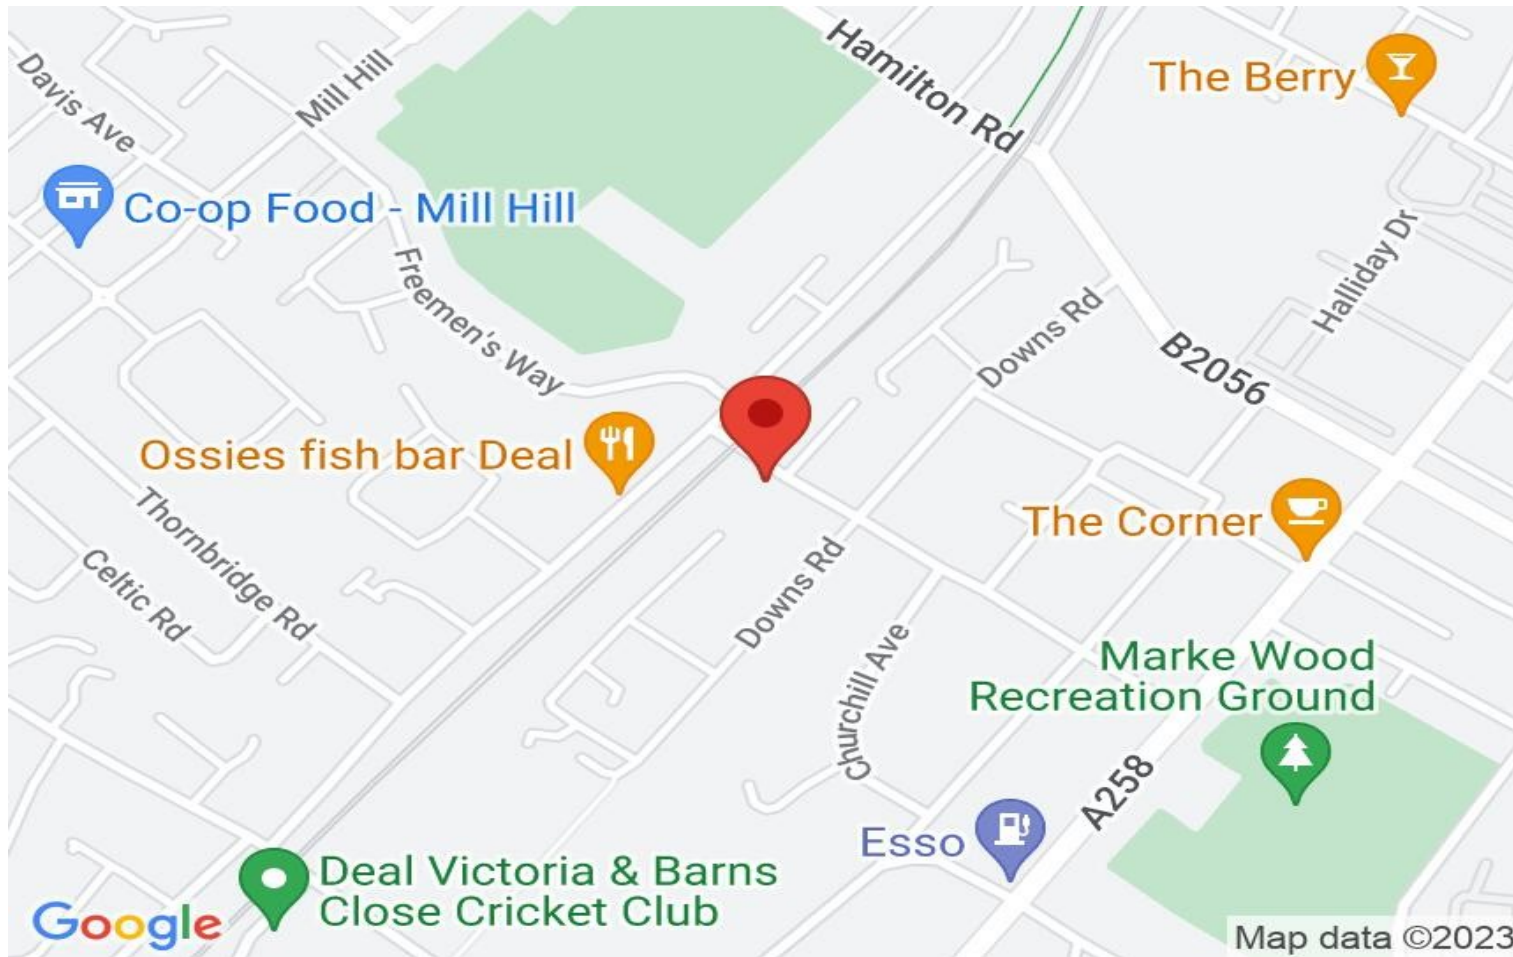 Hamilton Rd
The Berry
Mill Hill
Davis Ave
Co-op Food - Mill Hill
Halliday Dr
Freemen's Way
Downs Rd
B2056
Ossies fish bar Deal
The Corner
Thornbridge Rd
Celtic Rd
Downs Rd
Churchill Ave
Marke Wood
Recreation Ground
A258
Esso
Deal Victoria & Barns
Close Cricket Club
Google
Map data ©2023